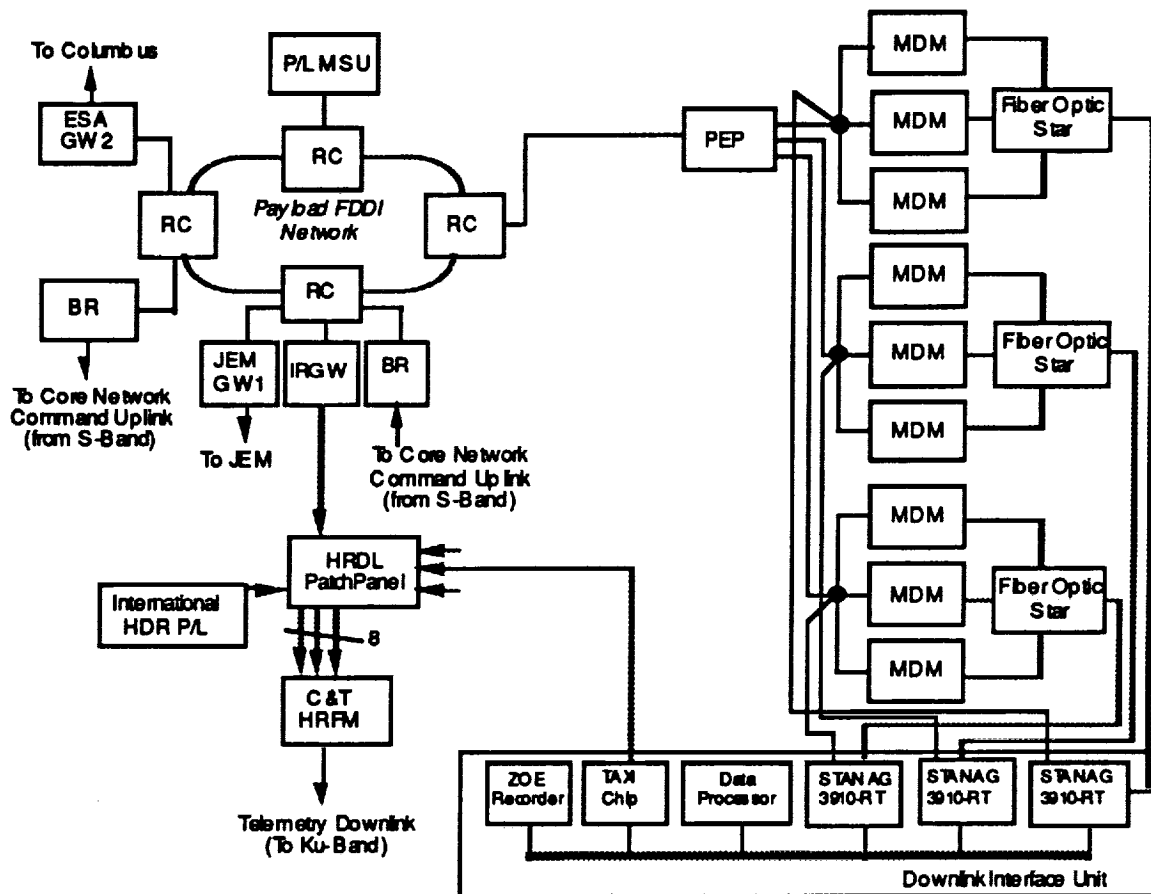 To Columbus
P/L MSU
ESA
GW2
RC
Payload FDDI
Network
RC
RC
RC
BR
JEM
GW1
IRGW
BR
To Core Network
Command Uplink
(from S-Band)
To JEM
To Core Network
Command Uplink
(from S-Band)
HRDL
Patch Panel
International
HDR P/L
8
C&T
HRFM
Telemetry Downlink
(To Ku-Band)
PEP
MDM
MDM
MDM
Fiber Optic
Star
MDM
MDM
MDM
Fiber Optic
Star
MDM
MDM
MDM
Fiber Optic
Star
ZOE
Recorder
TAXI
Chip
Data
Processor
STANAG
3910-RT
STANAG
3910-RT
STANAG
3910-RT
Downlink Interface Unit